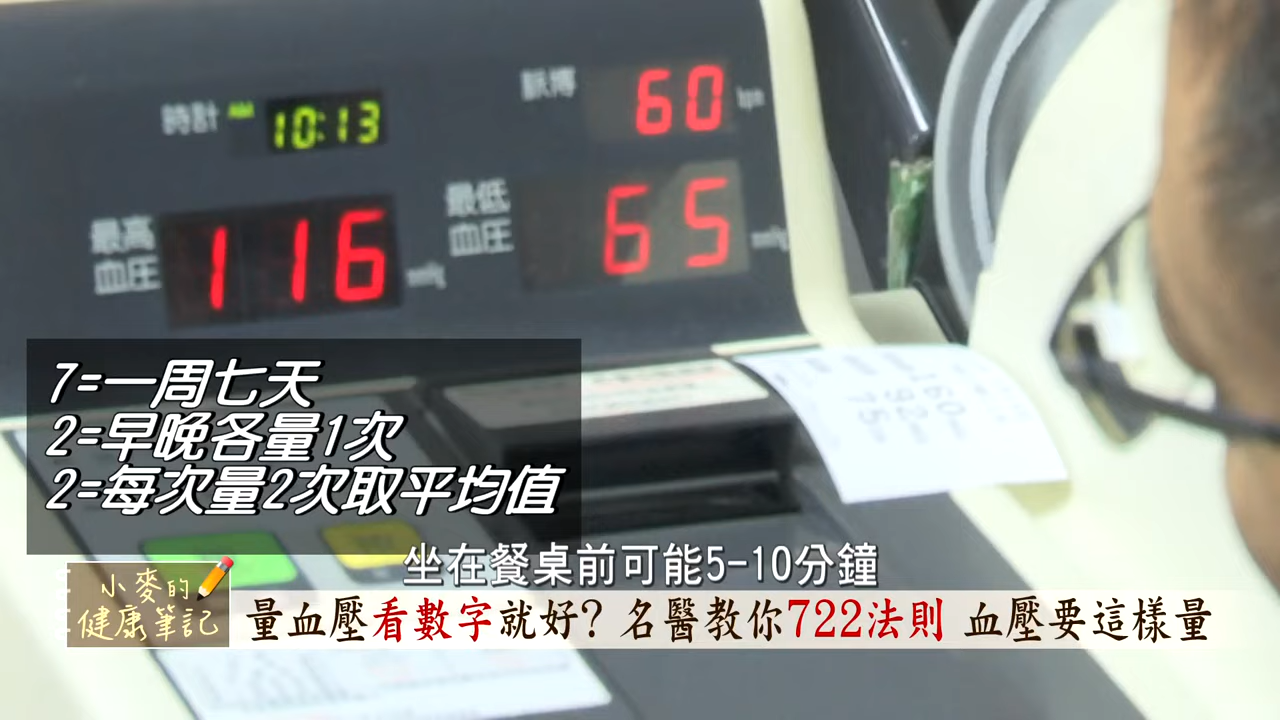 時計 AM 10:13
脈搏 60 bpm
最高血圧 116 mmHg
最低血圧 65 mmHg
7=一周七天
2=早晚各量1次
2=每次量2次取平均值
坐在餐桌前可能5-10分鐘
小麥的
健康筆記
量血壓看數字就好? 名醫教你722法則 血壓要這樣量